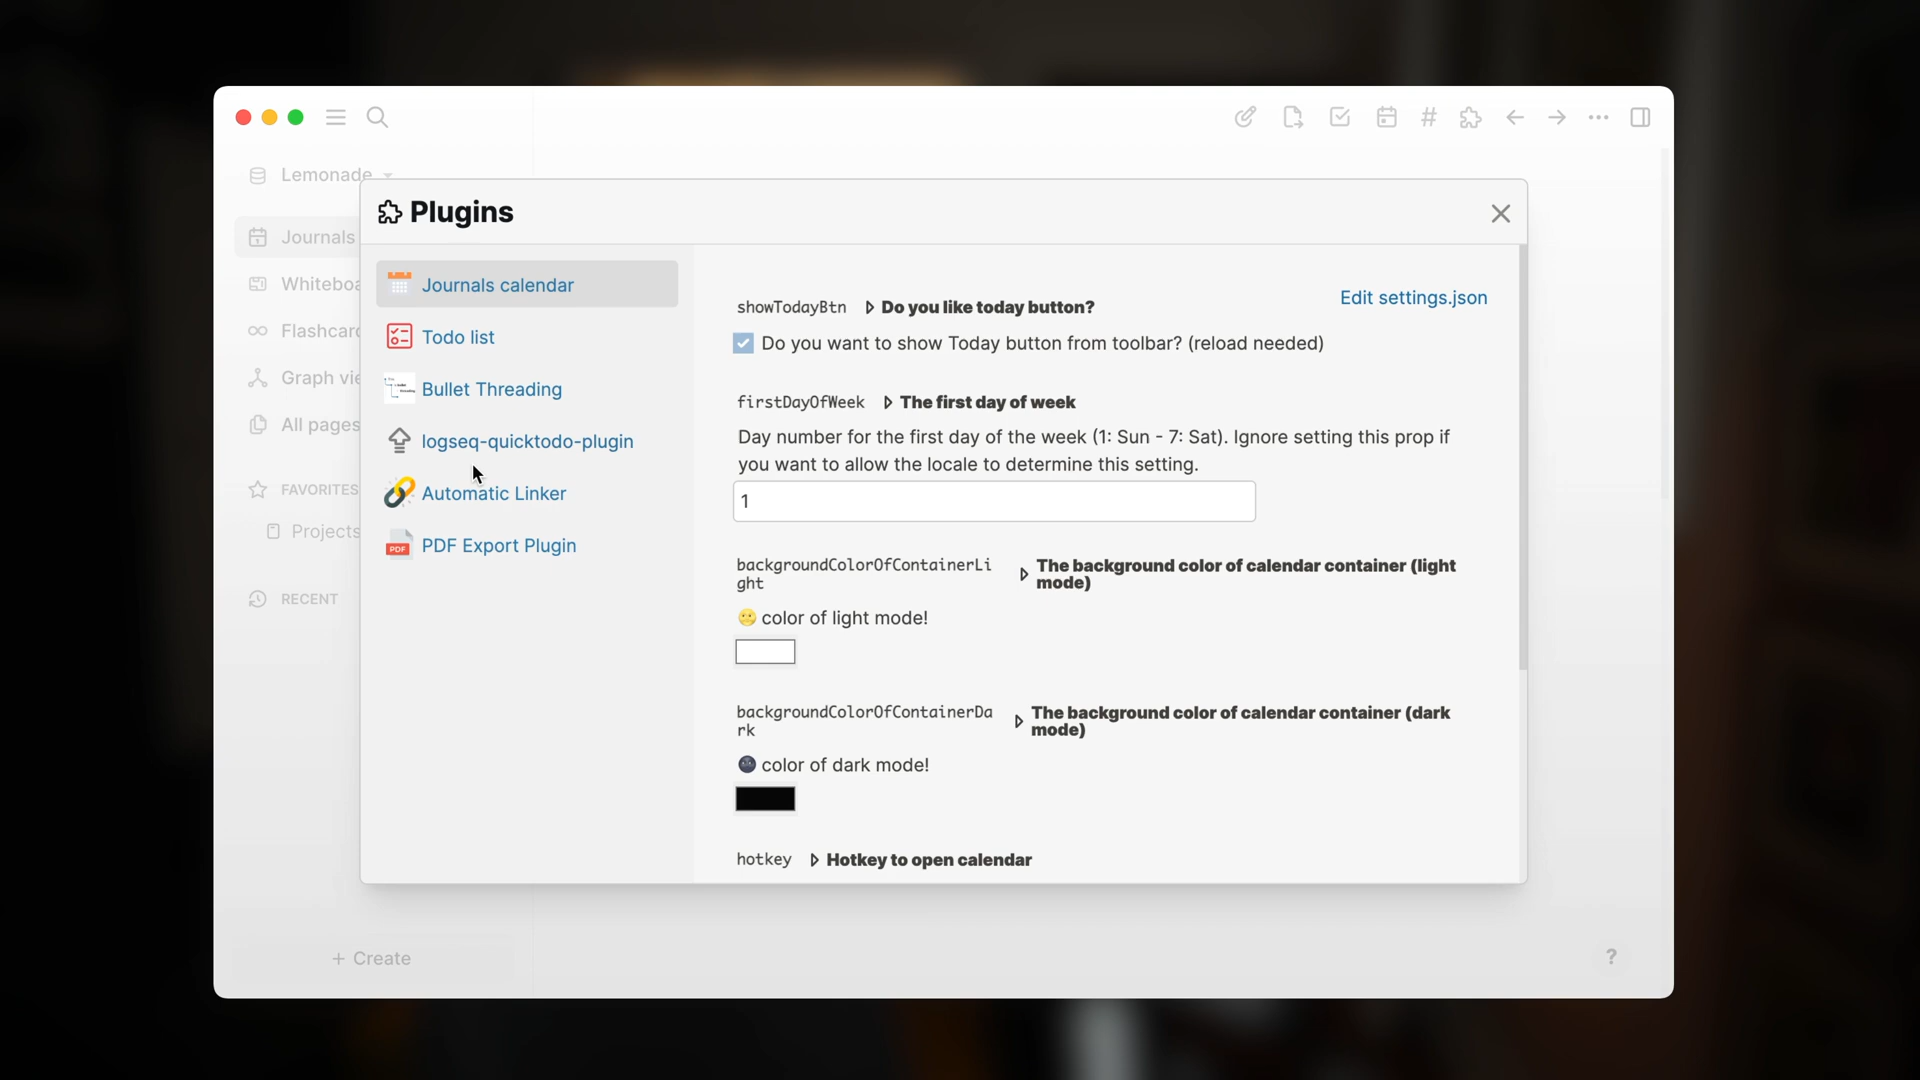 Lemonade
Journals
Whiteboa
Flashcard
Graph vie
All pages
FAVORITES
Projects
RECENT
+ Create
Plugins
Journals calendar
Todo list
Bullet Threading
logseq-quicktodo-plugin
Automatic Linker
PDF
PDF Export Plugin
Edit settings.json
showTodayBtn Do you like today button?
Do you want to show Today button from toolbar? (reload needed)
firstDayOfWeek The first day of week
Day number for the first day of the week (1: Sun - 7: Sat). Ignore setting this prop if
you want to allow the locale to determine this setting.
1
backgroundColorOfContainerLi
ght
The background color of calendar container (light
mode)
color of light mode!
backgroundColorOfContainerDa
rk
The background color of calendar container (dark
mode)
color of dark mode!
hotkey Hotkey to open calendar
?